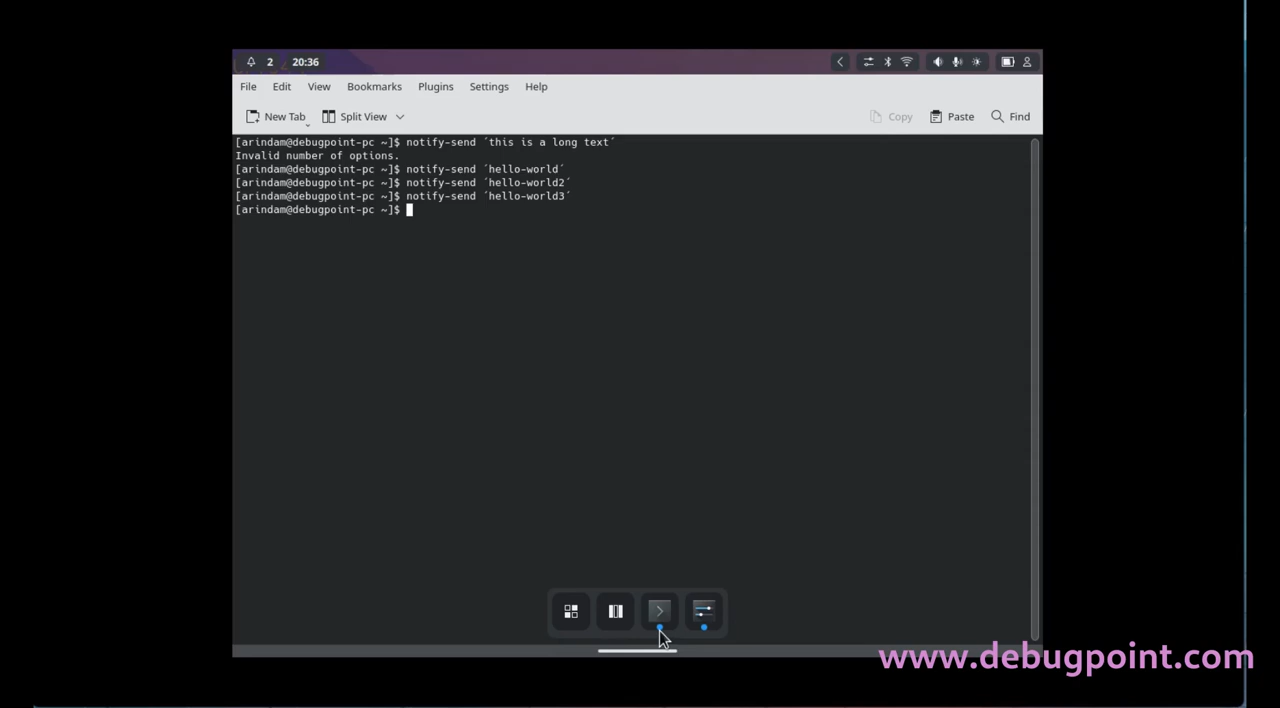 2 20:36
File Edit View Bookmarks Plugins Settings Help
New Tab Split View Copy Paste Find
[arindam@debugpoint-pc ~]$ notify-send ´this is a long text´
Invalid number of options.
[arindam@debugpoint-pc ~]$ notify-send ´hello-world´
[arindam@debugpoint-pc ~]$ notify-send ´hello-world2´
[arindam@debugpoint-pc ~]$ notify-send ´hello-world3´
[arindam@debugpoint-pc ~]$
www.debugpoint.com